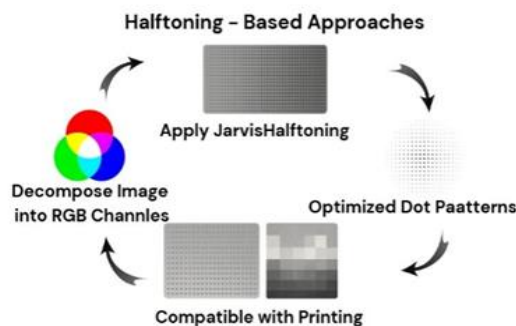 Halftoning - Based Approaches
Apply JarvisHalftoning
Decompose Image
into RGB Channles
Optimized Dot Paatterns
Compatible with Printing